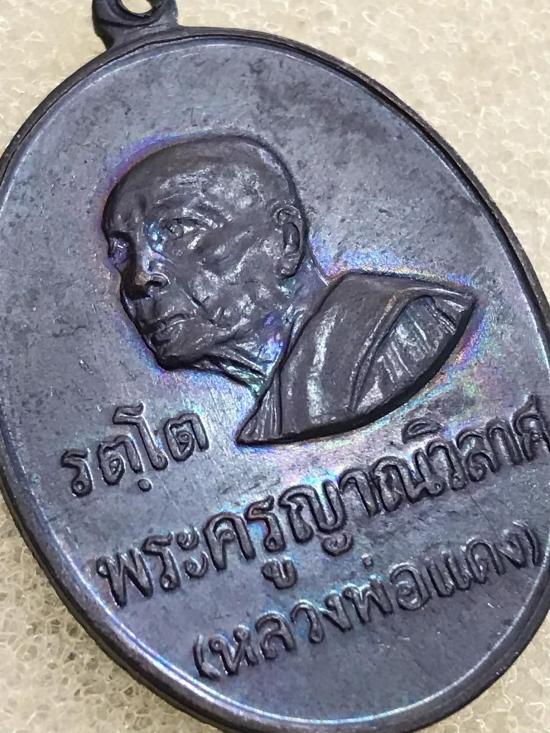 รตฺโต
พระครูญาณวิลาศ
(หลวงพ่อแดง)